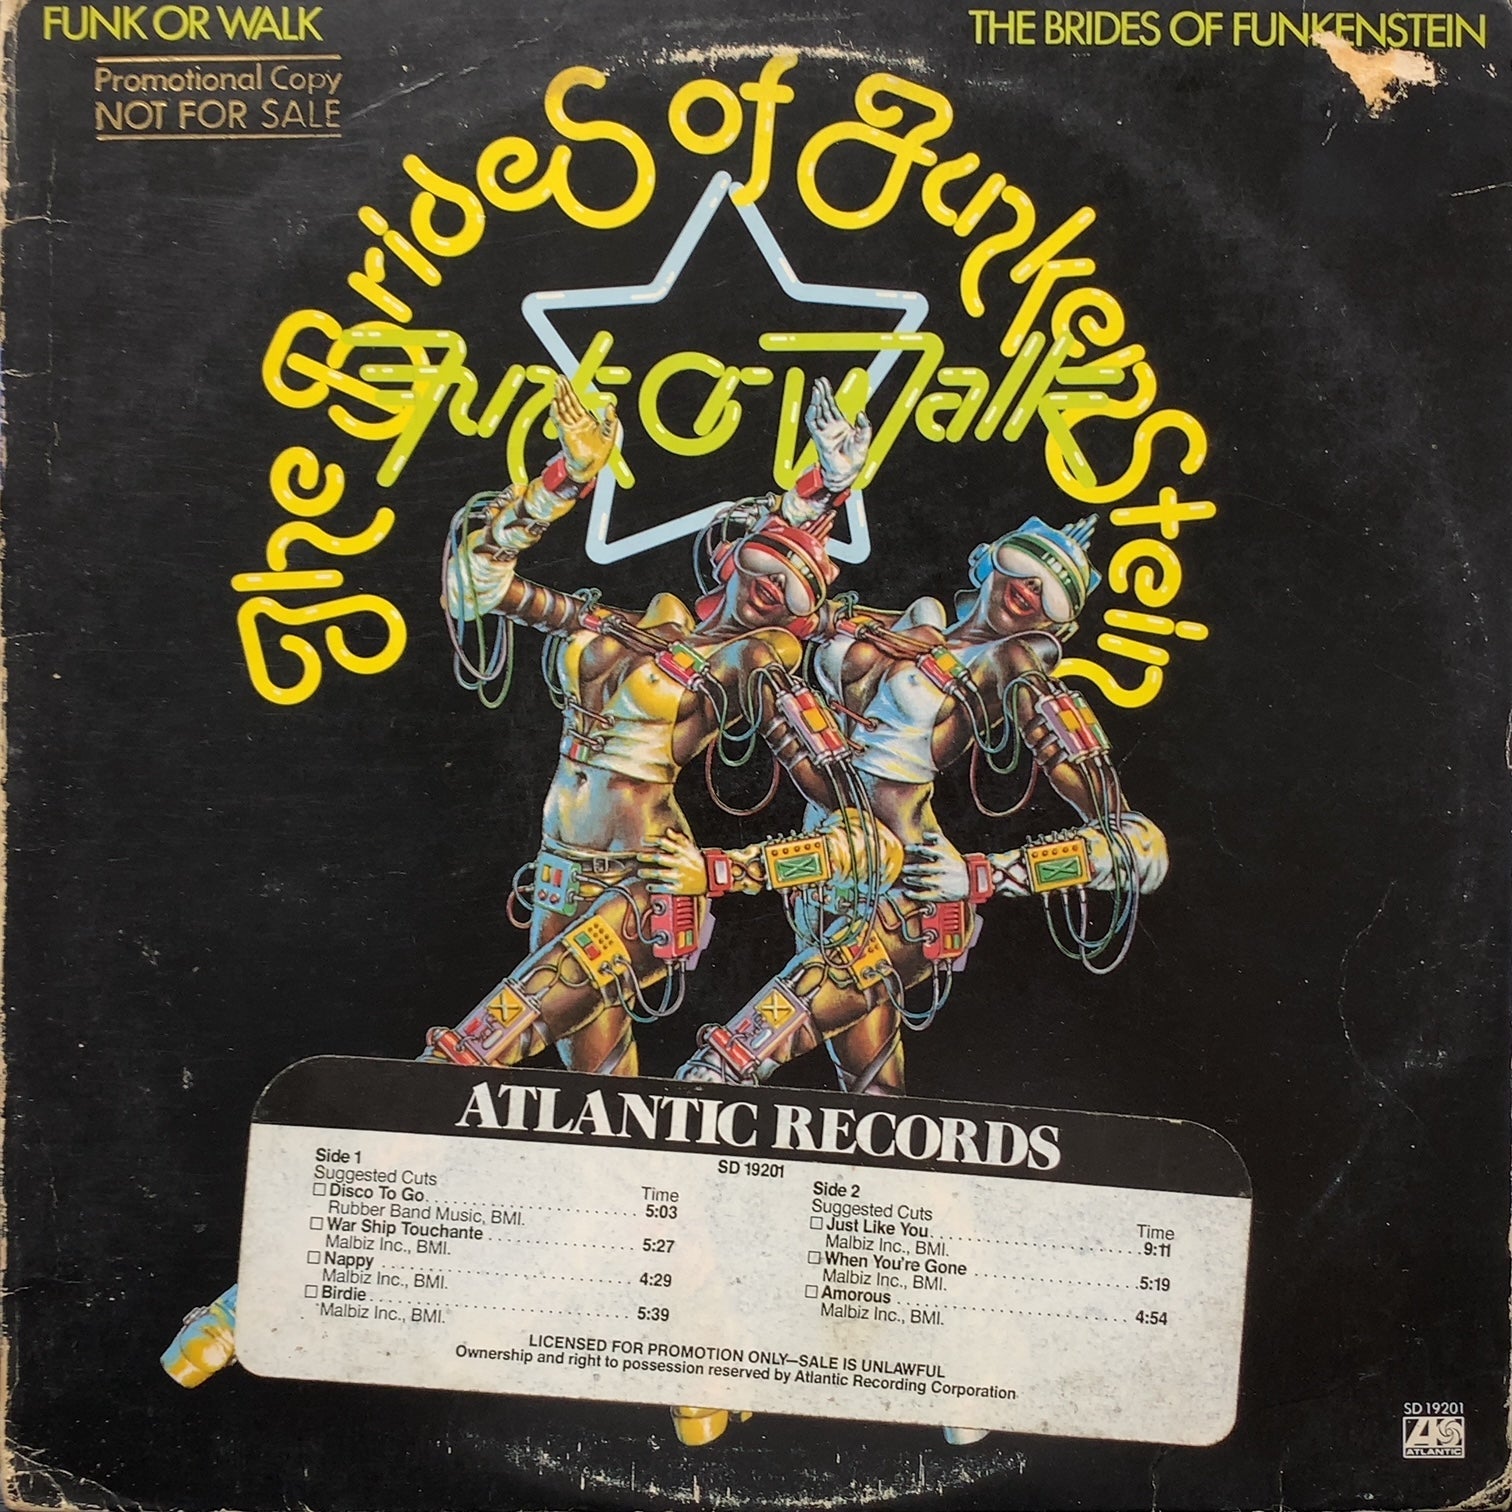 FUNK OR WALK
THE BRIDES OF FUNKENSTEIN
Promotional Copy
NOT FOR SALE
The Brides of Funkenstein
Funk Or Walk
ATLANTIC RECORDS
SD 19201
Side 1
Suggested Cuts
Time
☐ Disco To Go. . . . . . . . . . . . . . . . . . . . . . . 5:03
Rubber Band Music, BMI.
☐ War Ship Touchante . . . . . . . . . . . . . . . . 5:27
Malbiz Inc., BMI.
☐ Nappy . . . . . . . . . . . . . . . . . . . . . . . . . . . . 4:29
Malbiz Inc., BMI.
☐ Birdie. . . . . . . . . . . . . . . . . . . . . . . . . . . . . 5:39
Malbiz Inc., BMI.
Side 2
Suggested Cuts
Time
☐ Just Like You. . . . . . . . . . . . . . . . . . . . . . . 9:11
Malbiz Inc., BMI.
☐ When You're Gone . . . . . . . . . . . . . . . . . . 5:19
Malbiz Inc., BMI.
☐ Amorous . . . . . . . . . . . . . . . . . . . . . . . . . . 4:54
Malbiz Inc., BMI.
LICENSED FOR PROMOTION ONLY—SALE IS UNLAWFUL
Ownership and right to possession reserved by Atlantic Recording Corporation
SD 19201
ATLANTIC